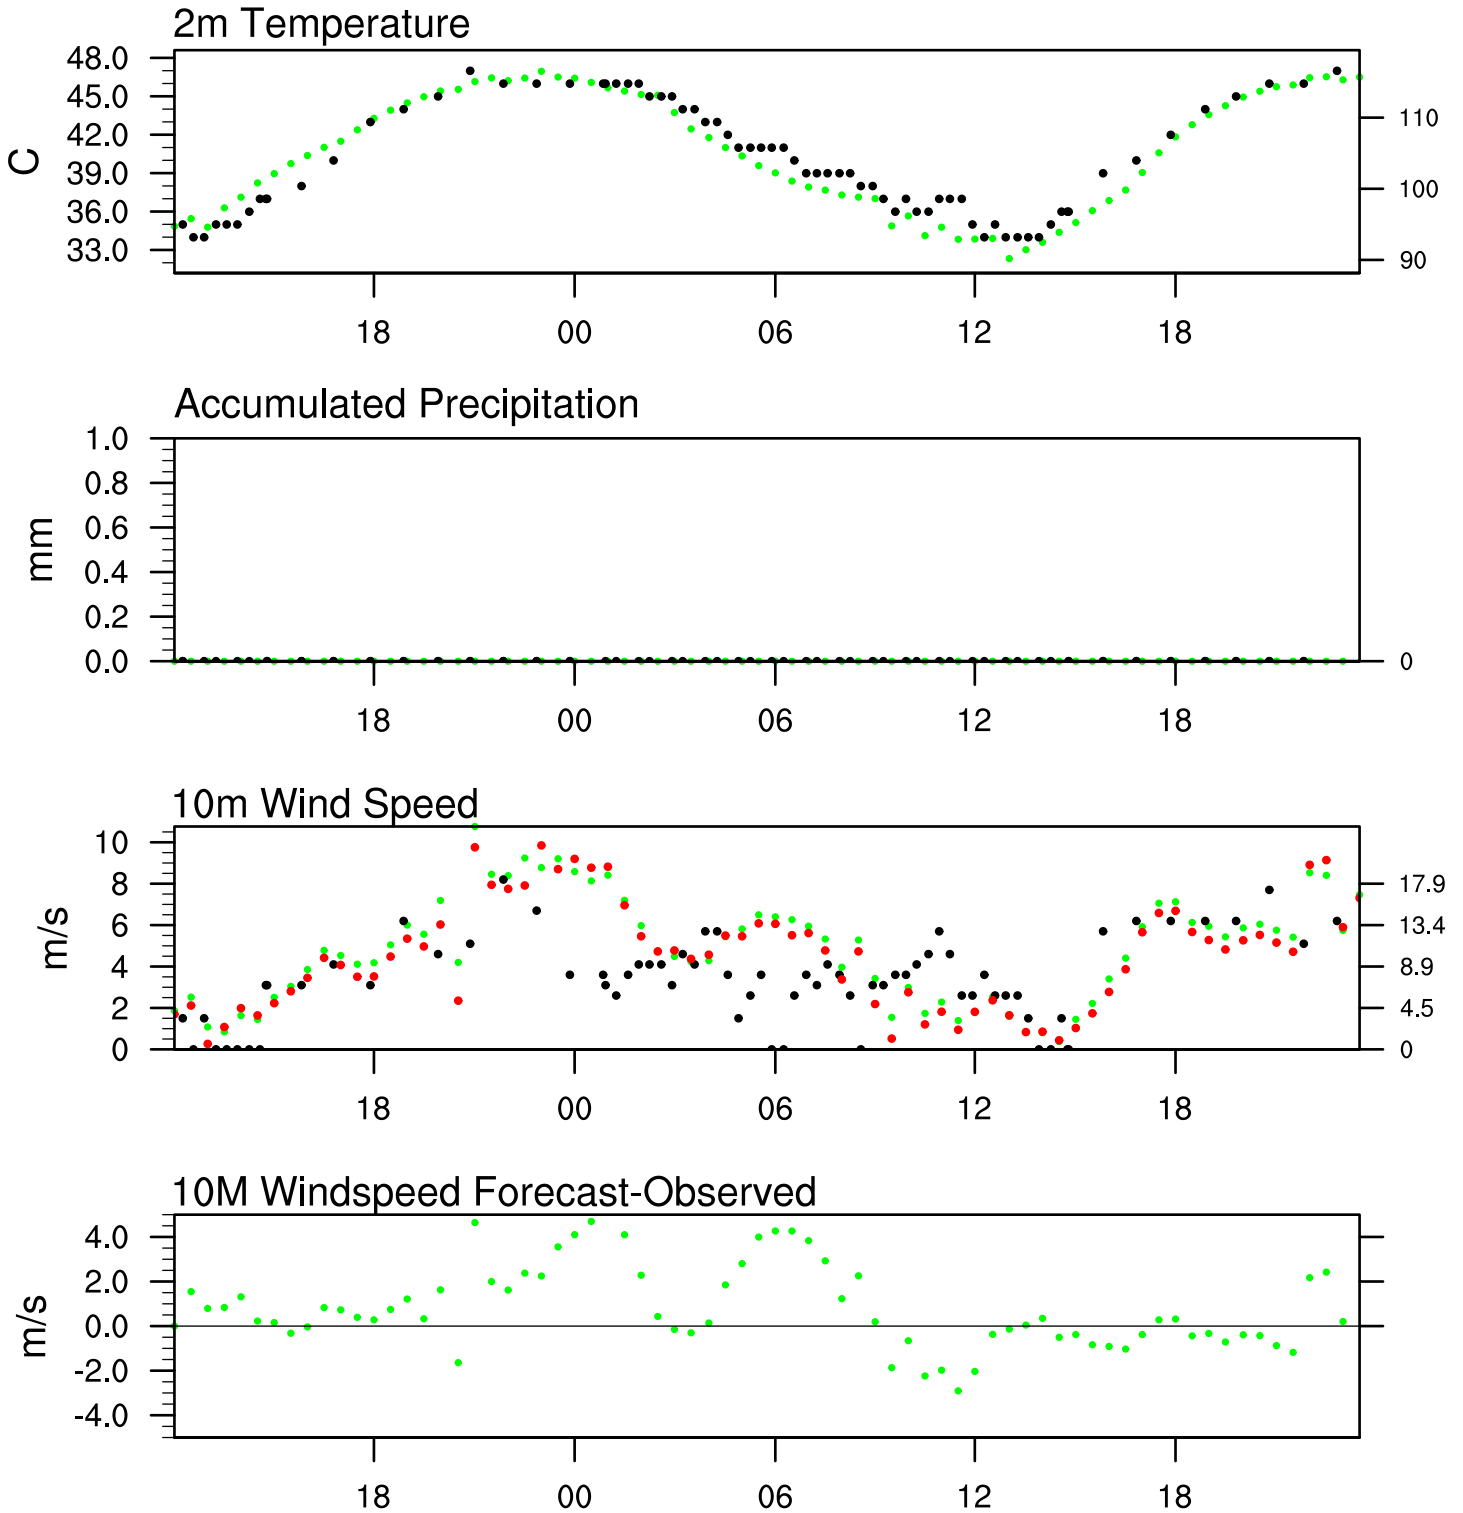 2m Temperature
48.0
45.0
42.0
39.0
36.0
33.0
C
110
100
90
18 00 06 12 18
Accumulated Precipitation
1.0
0.8
0.6
0.4
0.2
0.0
mm
0
18 00 06 12 18
10m Wind Speed
10
8
6
4
2
0
m/s
17.9
13.4
8.9
4.5
0
18 00 06 12 18
10M Windspeed Forecast-Observed
4.0
2.0
0.0
-2.0
-4.0
m/s
18 00 06 12 18